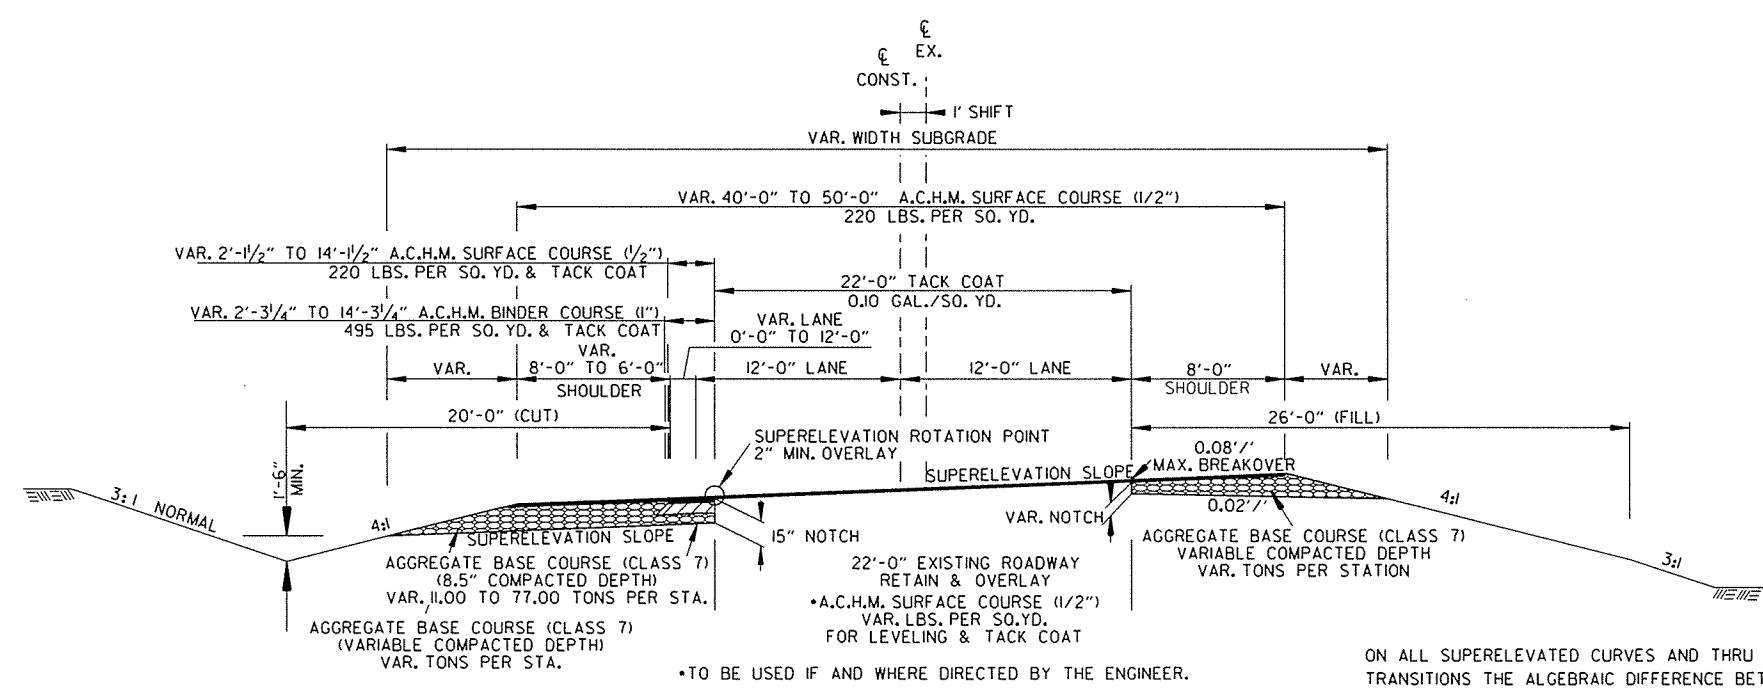 ℄
EX.
℄
CONST.
1' SHIFT
VAR. WIDTH SUBGRADE
VAR. 40'-0" TO 50'-0" A.C.H.M. SURFACE COURSE (1/2")
220 LBS. PER SQ. YD.
VAR. 2'-1 1/2" TO 14'-1 1/2" A.C.H.M. SURFACE COURSE (1/2")
220 LBS. PER SQ. YD. & TACK COAT
22'-0" TACK COAT
0.10 GAL./SQ. YD.
VAR. 2'-3 1/4" TO 14'-3 1/4" A.C.H.M. BINDER COURSE (1")
495 LBS. PER SQ. YD. & TACK COAT
VAR. LANE
0'-0" TO 12'-0"
VAR.
VAR.
8'-0" TO 6'-0"
SHOULDER
12'-0" LANE
12'-0" LANE
8'-0"
SHOULDER
VAR.
20'-0" (CUT)
26'-0" (FILL)
SUPERELEVATION ROTATION POINT
2" MIN. OVERLAY
0.08'/'
MAX. BREAKOVER
SUPERELEVATION SLOPE
1'-6"
MIN.
3:1 NORMAL
4:1
4:1
3:1
0.02'/'
VAR. NOTCH
15" NOTCH
SUPERELEVATION SLOPE
AGGREGATE BASE COURSE (CLASS 7)
(8.5" COMPACTED DEPTH)
VAR. 11.00 TO 77.00 TONS PER STA.
AGGREGATE BASE COURSE (CLASS 7)
(VARIABLE COMPACTED DEPTH)
VAR. TONS PER STA.
22'-0" EXISTING ROADWAY
RETAIN & OVERLAY
•A.C.H.M. SURFACE COURSE (1/2")
VAR. LBS. PER SQ.YD.
FOR LEVELING & TACK COAT
AGGREGATE BASE COURSE (CLASS 7)
VARIABLE COMPACTED DEPTH
VAR. TONS PER STATION
•TO BE USED IF AND WHERE DIRECTED BY THE ENGINEER.
ON ALL SUPERELEVATED CURVES AND THRU
TRANSITIONS THE ALGEBRAIC DIFFERENCE BET